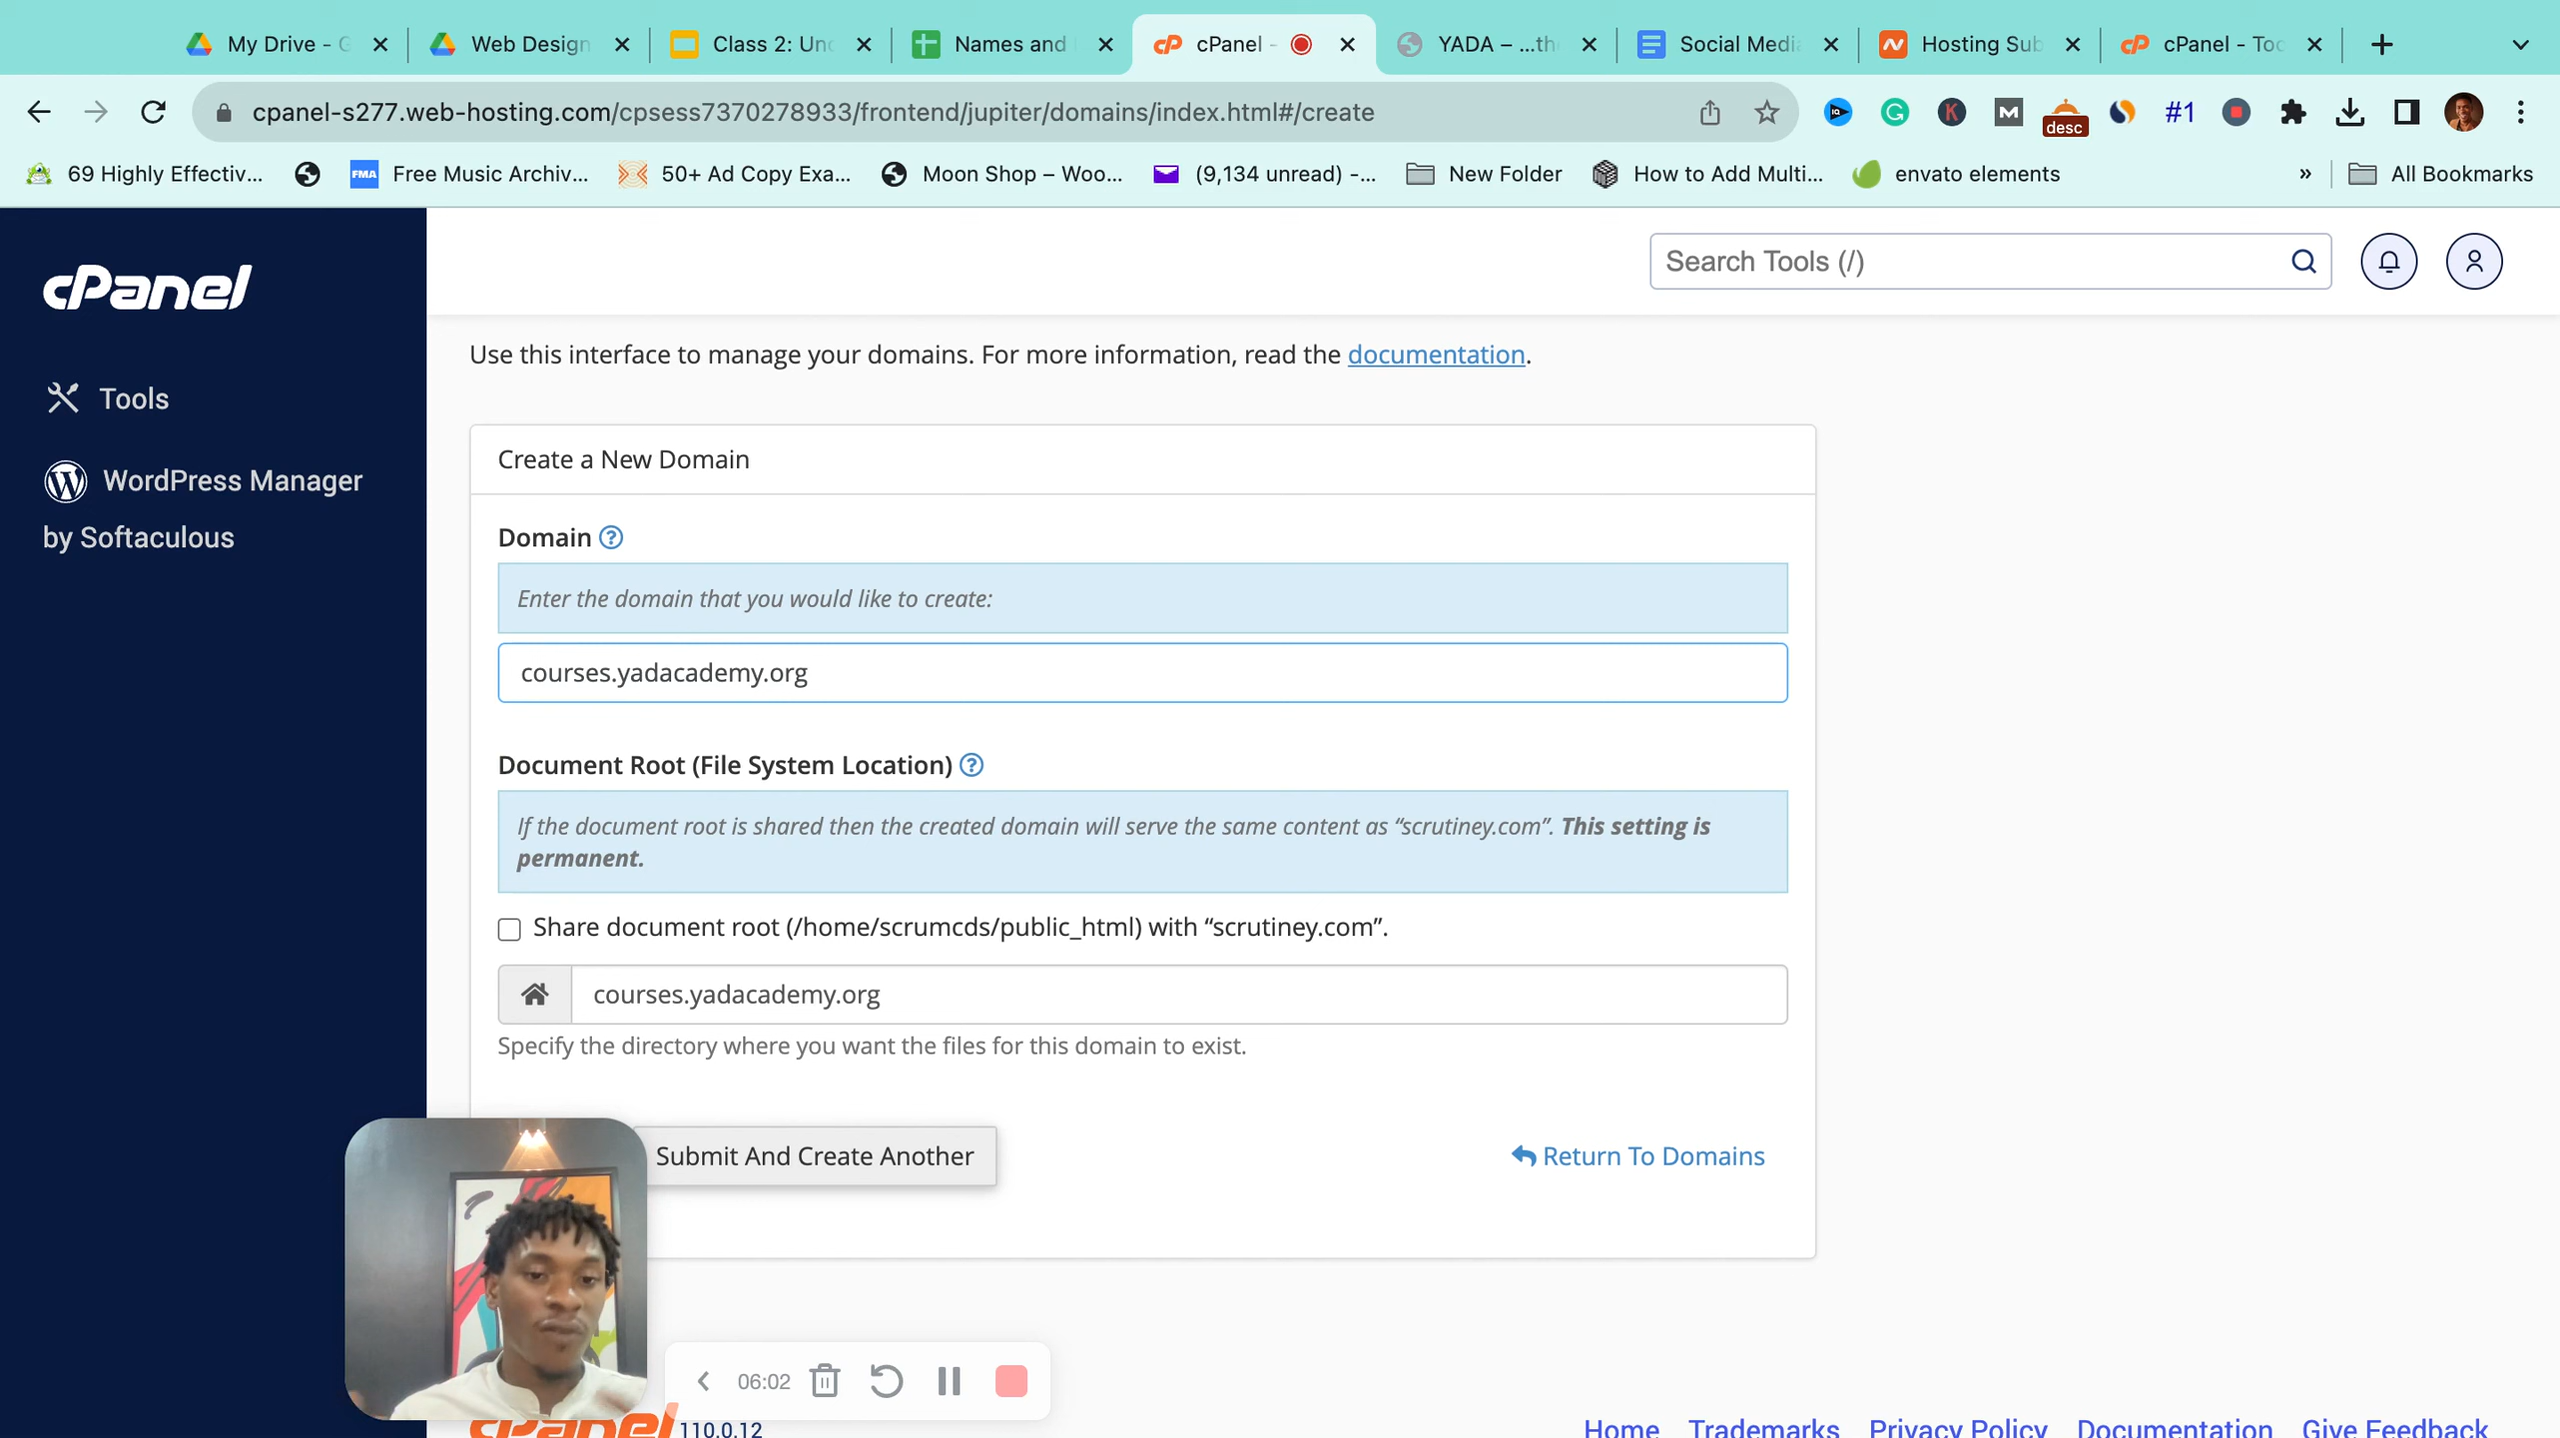 My Drive - G
Web Design
Class 2: Und
Names and
cPanel -
YADA – ...th
Social Medi
Hosting Sub
cPanel - Too
cpanel-s277.web-hosting.com/cpsess7370278933/frontend/jupiter/domains/index.html#/create
desc
#1
69 Highly Effectiv...
FMA
Free Music Archiv...
50+ Ad Copy Exa...
Moon Shop – Woo...
(9,134 unread) -...
New Folder
How to Add Multi...
envato elements
»
All Bookmarks
cPanel
Search Tools (/)
Tools
WordPress Manager
by Softaculous
Use this interface to manage your domains. For more information, read the documentation.
Create a New Domain
Domain
Enter the domain that you would like to create:
courses.yadacademy.org
Document Root (File System Location)
If the document root is shared then the created domain will serve the same content as “scrutiney.com”. This setting is
permanent.
Share document root (/home/scrumcds/public_html) with “scrutiney.com”.
courses.yadacademy.org
Specify the directory where you want the files for this domain to exist.
Submit And Create Another
Return To Domains
06:02
cPanel 110.0.12
Home Trademarks Privacy Policy Documentation Give Feedback